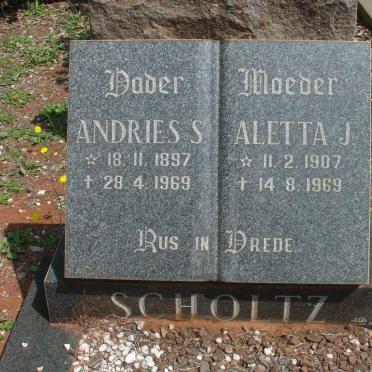 Vader
ANDRIES S
☆ 18. 11. 1897
✝ 28. 4. 1969
Moeder
ALETTA J
☆ 11. 2. 1907
✝ 14. 8. 1969
RUS IN VREDE
SCHOLTZ